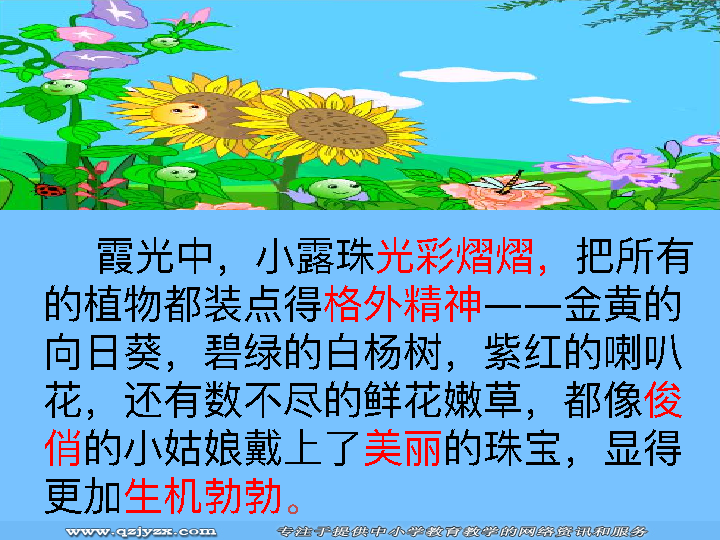 霞光中，小露珠光彩熠熠，把所有
的植物都装点得格外精神——金黄的
向日葵，碧绿的白杨树，紫红的喇叭
花，还有数不尽的鲜花嫩草，都像俊
俏的小姑娘戴上了美丽的珠宝，显得
更加生机勃勃。
www.qzjyzx.com 专注于提供中小学教育教学的网络资讯和服务